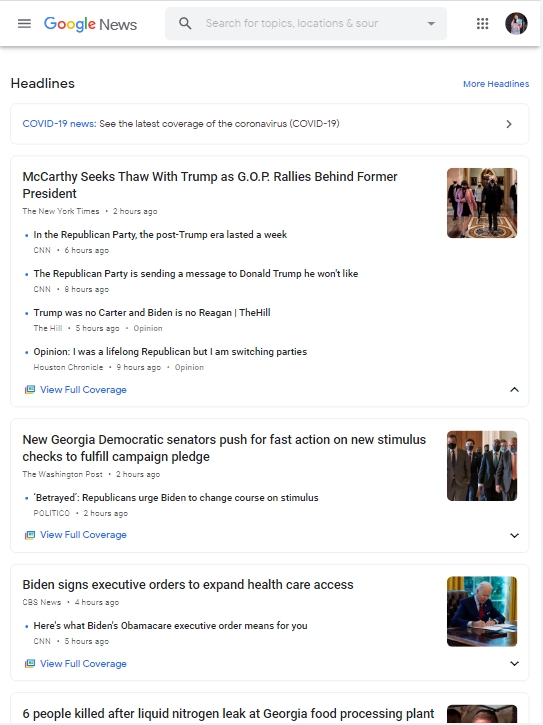 Google News
Search for topics, locations & sour
Headlines
More Headlines
COVID-19 news: See the latest coverage of the coronavirus (COVID-19)
McCarthy Seeks Thaw With Trump as G.O.P. Rallies Behind Former
President
The New York Times • 2 hours ago
• In the Republican Party, the post-Trump era lasted a week
CNN • 6 hours ago
• The Republican Party is sending a message to Donald Trump he won't like
CNN • 8 hours ago
• Trump was no Carter and Biden is no Reagan | TheHill
The Hill • 5 hours ago • Opinion
• Opinion: I was a lifelong Republican but I am switching parties
Houston Chronicle • 9 hours ago • Opinion
View Full Coverage
New Georgia Democratic senators push for fast action on new stimulus
checks to fulfill campaign pledge
The Washington Post • 2 hours ago
• 'Betrayed': Republicans urge Biden to change course on stimulus
POLITICO • 2 hours ago
View Full Coverage
Biden signs executive orders to expand health care access
CBS News • 4 hours ago
• Here's what Biden's Obamacare executive order means for you
CNN • 5 hours ago
View Full Coverage
6 people killed after liquid nitrogen leak at Georgia food processing plant